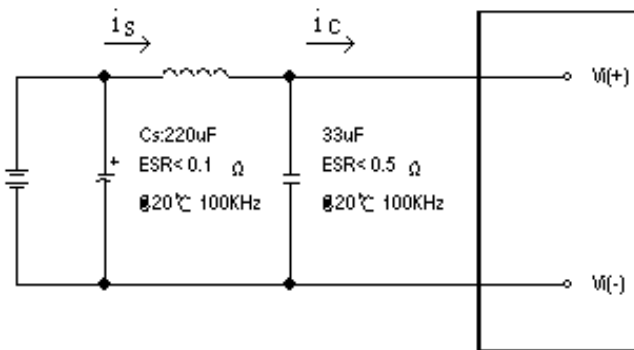 iS
iC
Vi(+)
Cs:220uF
ESR< 0.1 Ω
@20℃ 100KHz
33uF
ESR< 0.5 Ω
@20℃ 100KHz
+
Vi(-)